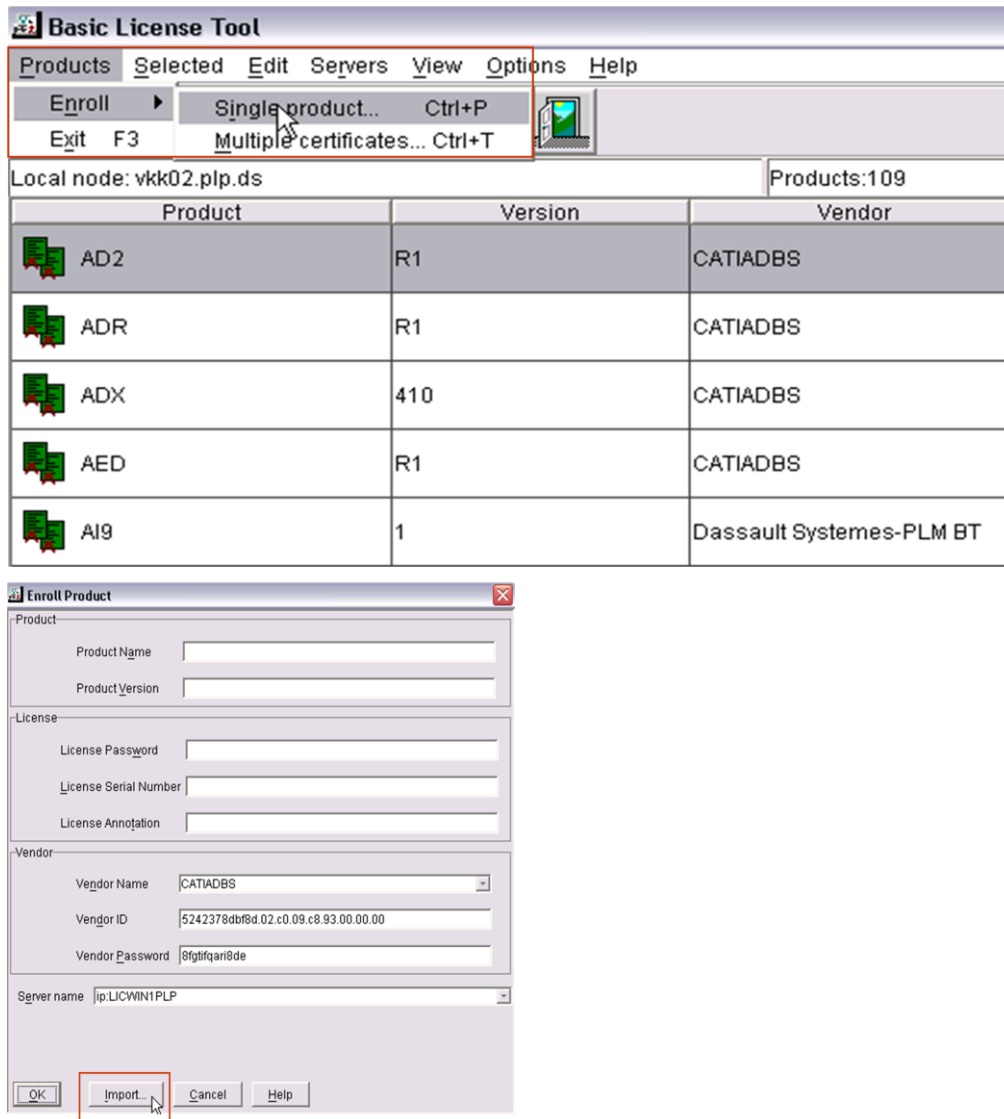 Basic License Tool
Products Selected Edit Servers View Options Help
Enroll Single product... Ctrl+P
Exit F3 Multiple certificates... Ctrl+T
Local node: vkk02.plp.ds Products:109
Product Version Vendor
AD2 R1 CATIADBS
ADR R1 CATIADBS
ADX 410 CATIADBS
AED R1 CATIADBS
AI9 1 Dassault Systemes-PLM BT
Enroll Product
Product
Product Name
Product Version
License
License Password
License Serial Number
License Annotation
Vendor
Vendor Name CATIADBS
Vendor ID 5242378dbf8d.02.c0.09.c8.93.00.00.00
Vendor Password 8fgtifqari8de
Server name ip:LICWIN1PLP
OK Import... Cancel Help